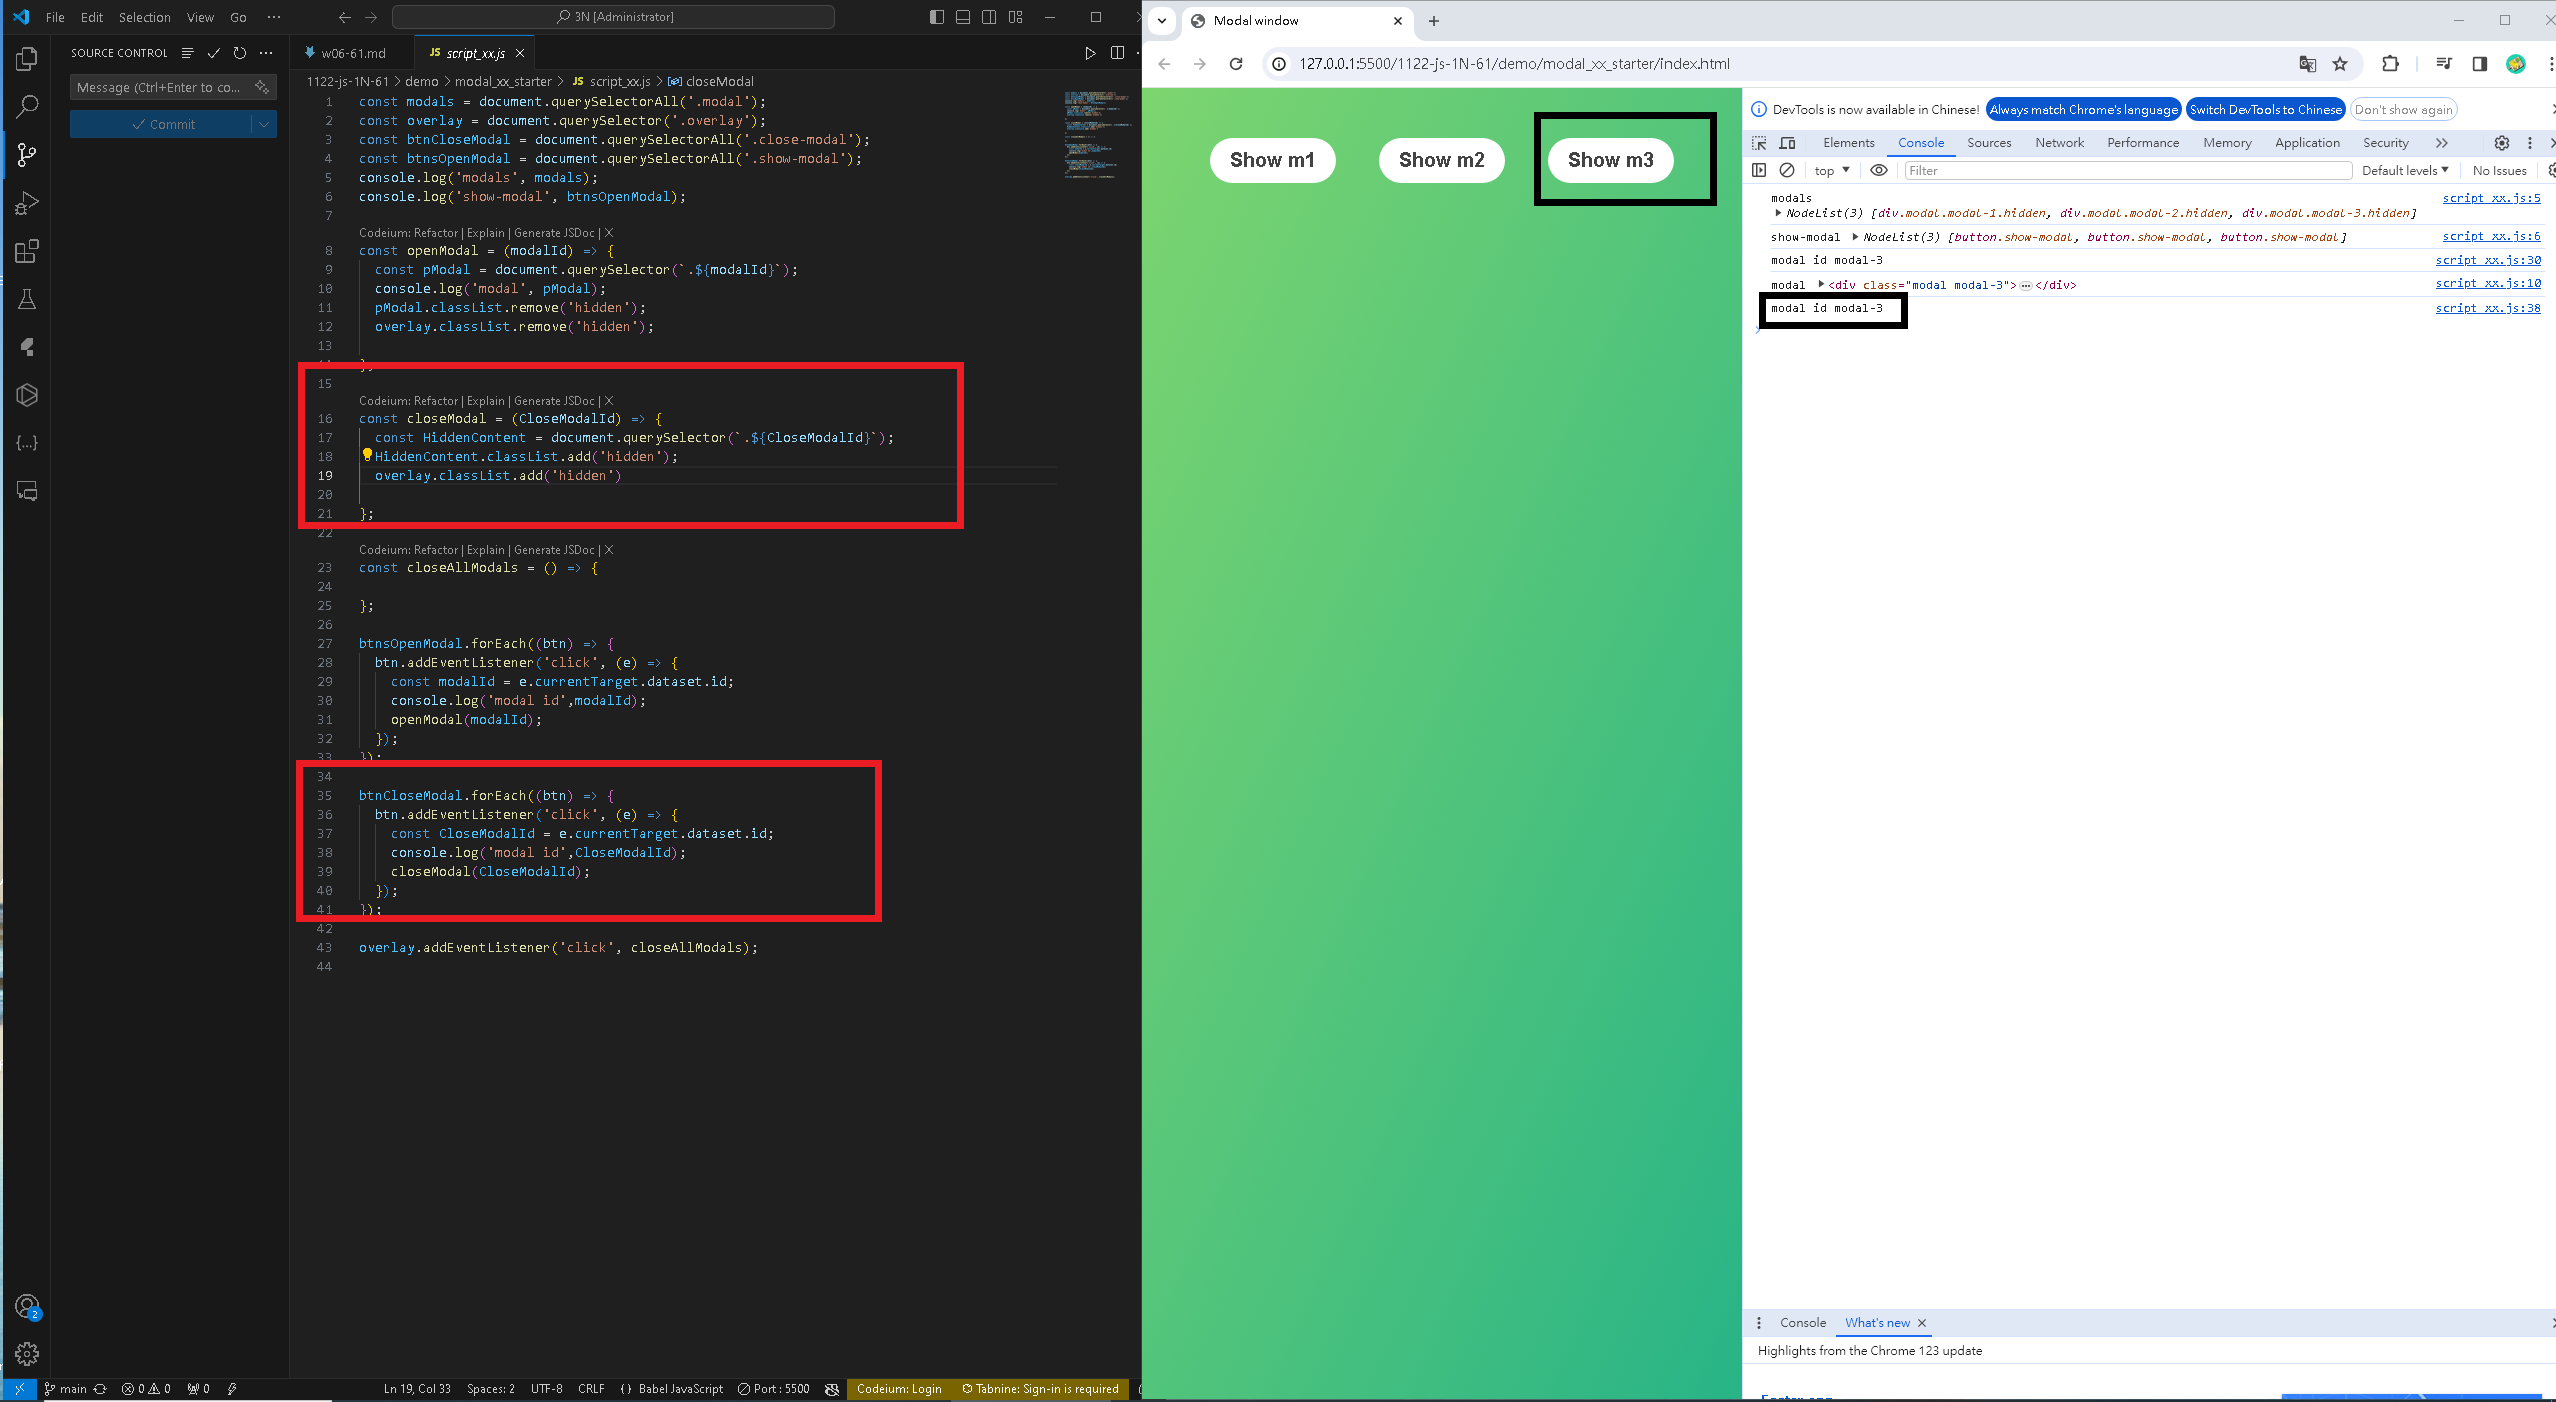 File Edit Selection View Go ··· 3N [Administrator]
SOURCE CONTROL
Message (Ctrl+Enter to co...
Commit
w06-61.md JS script_xx.js
1122-js-1N-61 > demo > modal_xx_starter > JS script_xx.js > closeModal
1 const modals = document.querySelectorAll('.modal');
2 const overlay = document.querySelector('.overlay');
3 const btnCloseModal = document.querySelectorAll('.close-modal');
4 const btnsOpenModal = document.querySelectorAll('.show-modal');
5 console.log('modals', modals);
6 console.log('show-modal', btnsOpenModal);
7
Codeium: Refactor | Explain | Generate JSDoc | X
8 const openModal = (modalId) => {
9 const pModal = document.querySelector(`.${modalId}`);
10 console.log('modal', pModal);
11 pModal.classList.remove('hidden');
12 overlay.classList.remove('hidden');
13
14 };
15
Codeium: Refactor | Explain | Generate JSDoc | X
16 const closeModal = (CloseModalId) => {
17 const HiddenContent = document.querySelector(`.${CloseModalId}`);
18 HiddenContent.classList.add('hidden');
19 overlay.classList.add('hidden')
20
21 };
22
Codeium: Refactor | Explain | Generate JSDoc | X
23 const closeAllModals = () => {
24
25 };
26
27 btnsOpenModal.forEach((btn) => {
28 btn.addEventListener('click', (e) => {
29 const modalId = e.currentTarget.dataset.id;
30 console.log('modal id',modalId);
31 openModal(modalId);
32 });
33 });
34
35 btnCloseModal.forEach((btn) => {
36 btn.addEventListener('click', (e) => {
37 const CloseModalId = e.currentTarget.dataset.id;
38 console.log('modal id',CloseModalId);
39 closeModal(CloseModalId);
40 });
41 });
42
43 overlay.addEventListener('click', closeAllModals);
44
2
main 0 0 0 Ln 19, Col 33 Spaces: 2 UTF-8 CRLF {} Babel JavaScript Port : 5500 Codeium: Login Tabnine: Sign-in is required
Modal window
127.0.0.1:5500/1122-js-1N-61/demo/modal_xx_starter/index.html
Show m1 Show m2 Show m3
DevTools is now available in Chinese! Always match Chrome's language Switch DevTools to Chinese Don't show again
Elements Console Sources Network Performance Memory Application Security
top Filter Default levels No Issues
modals script_xx.js:5
NodeList(3) [div.modal.modal-1.hidden, div.modal.modal-2.hidden, div.modal.modal-3.hidden]
show-modal NodeList(3) [button.show-modal, button.show-modal, button.show-modal] script_xx.js:6
modal id modal-3 script_xx.js:30
modal <div class="modal modal-3">…</div> script_xx.js:10
modal id modal-3 script_xx.js:38
Console What's new
Highlights from the Chrome 123 update